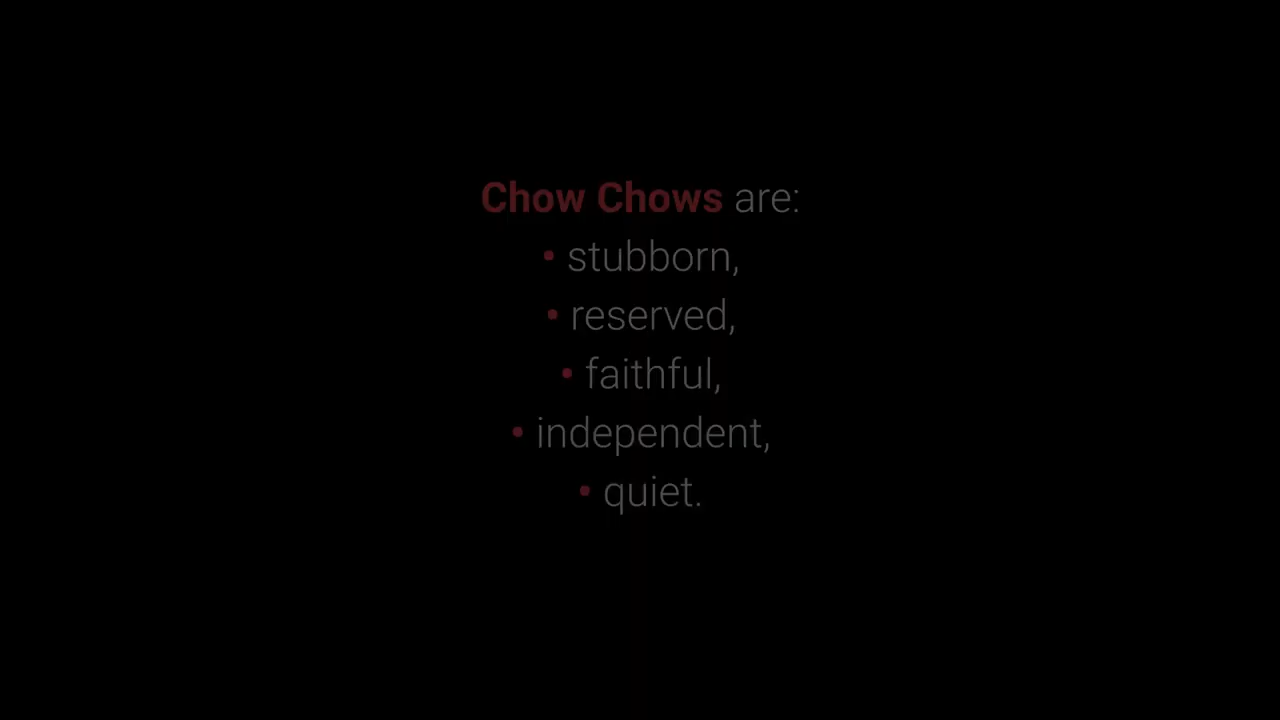 Chow Chows are:
• stubborn,
• reserved,
• faithful,
• independent,
• quiet.